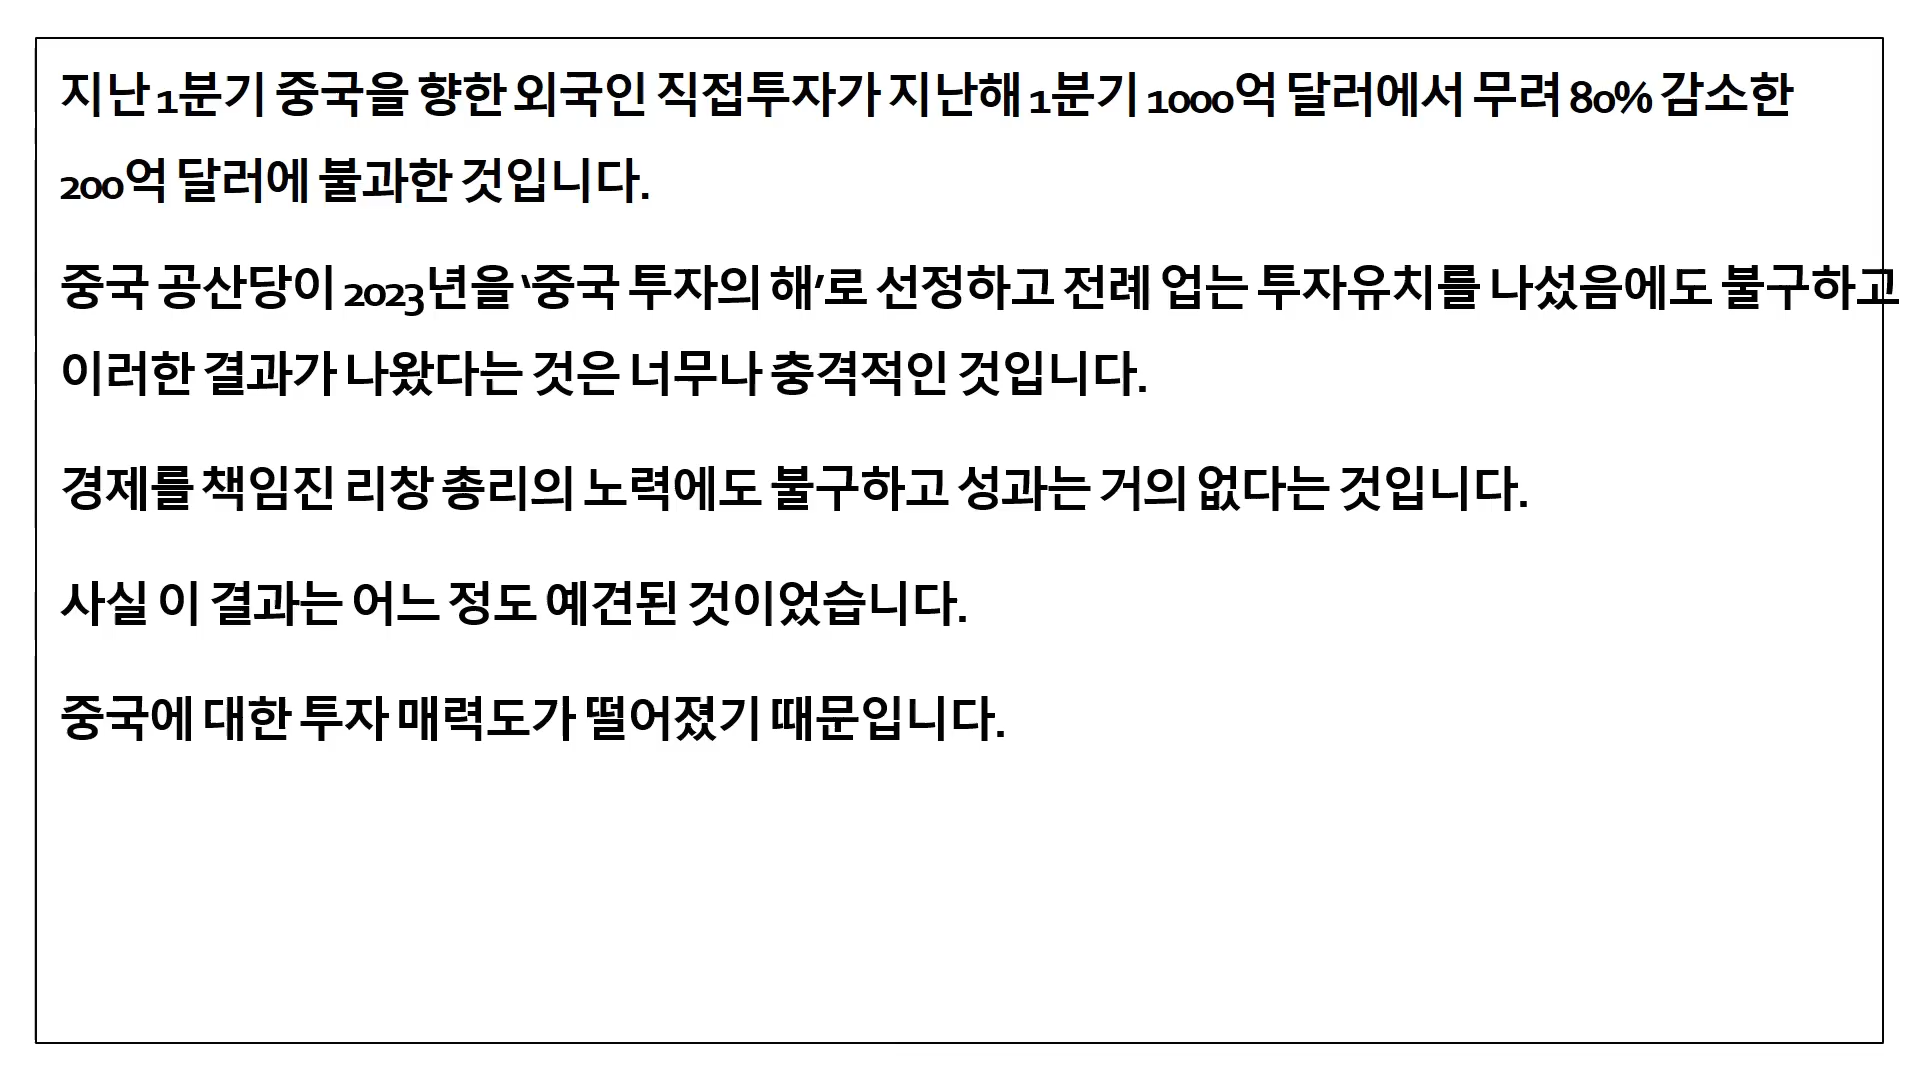 지난 1분기 중국을 향한 외국인 직접투자가 지난해 1분기 1000억 달러에서 무려 80% 감소한
200억 달러에 불과한 것입니다.
중국 공산당이 2023년을 ‘중국 투자의 해’로 선정하고 전례 업는 투자유치를 나섰음에도 불구하고
이러한 결과가 나왔다는 것은 너무나 충격적인 것입니다.
경제를 책임진 리창 총리의 노력에도 불구하고 성과는 거의 없다는 것입니다.
사실 이 결과는 어느 정도 예견된 것이었습니다.
중국에 대한 투자 매력도가 떨어졌기 때문입니다.